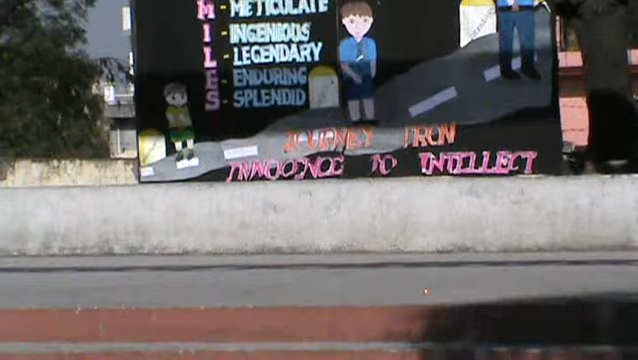 M - METICULATE
I - INGENIOUS
L - LEGENDARY
E - ENDURING
S - SPLENDID
JOURNEY FROM
INNOCENCE TO INTELLECT